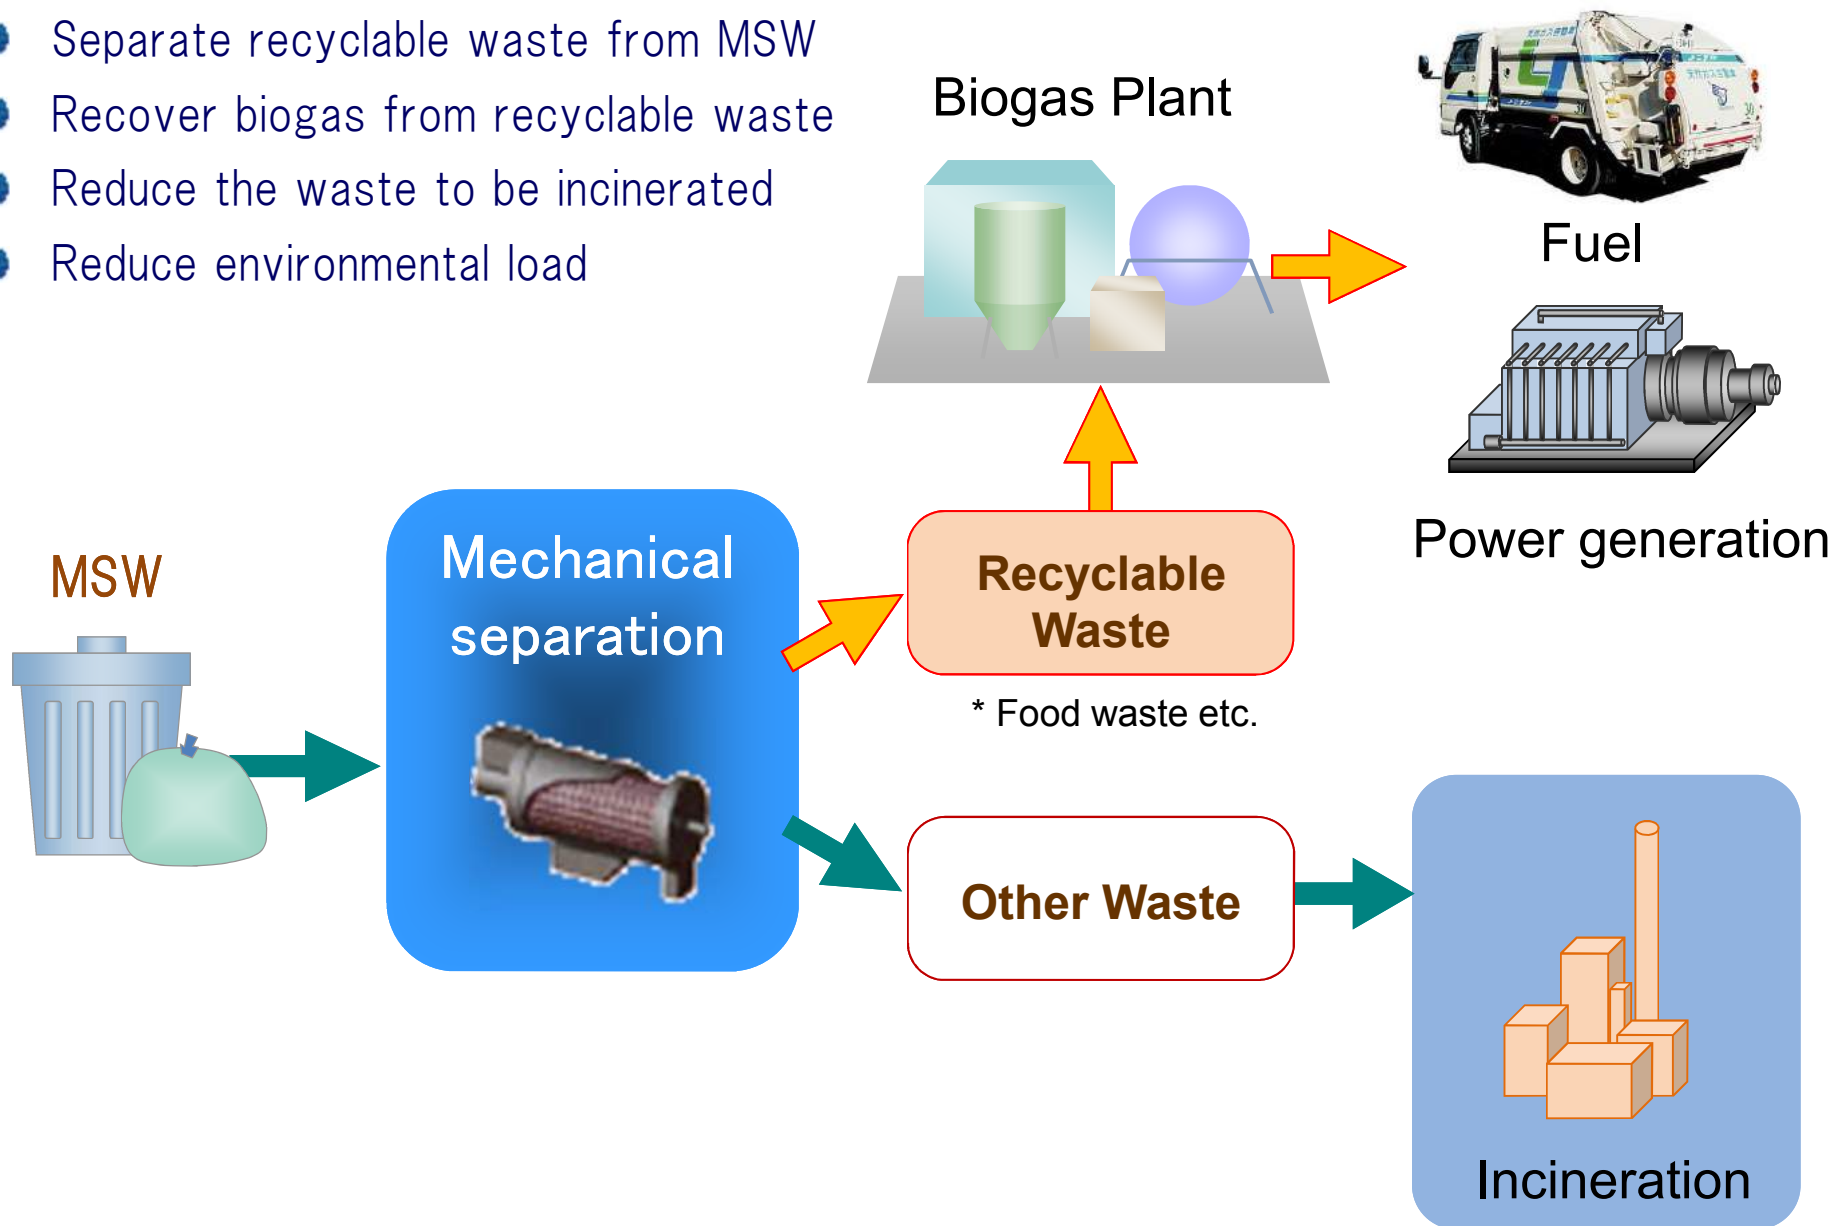 Separate recyclable waste from MSW
Recover biogas from recyclable waste
Reduce the waste to be incinerated
Reduce environmental load
Biogas Plant
Fuel
Power generation
MSW
Mechanical
separation
Recyclable
Waste
* Food waste etc.
Other Waste
Incineration